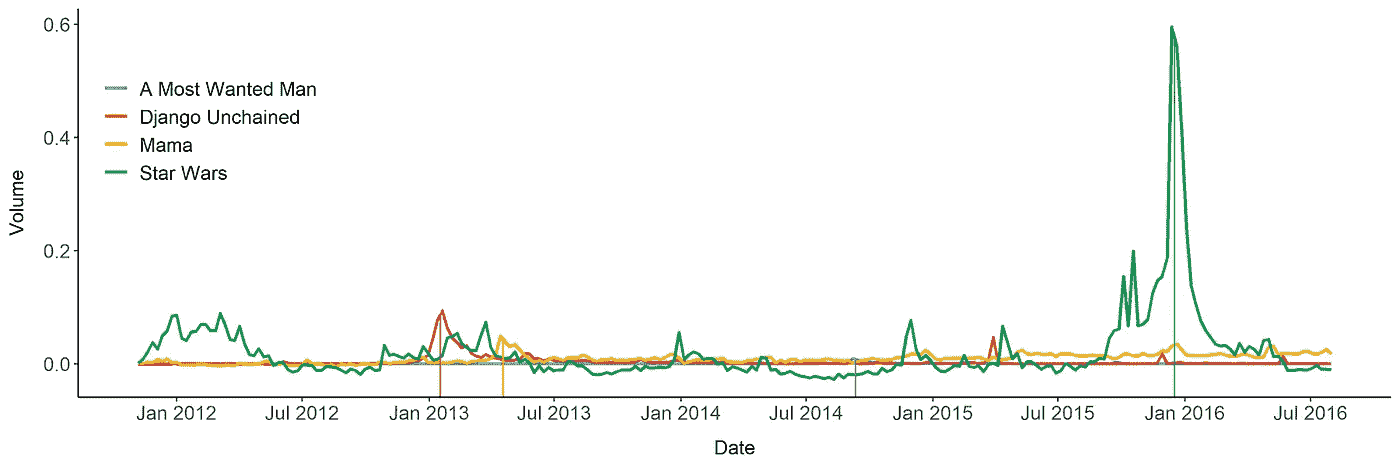 0.6
A Most Wanted Man
Django Unchained
0.4
Mama
Star Wars
Volume
0.2
0.0
Jan 2012 Jul 2012 Jan 2013 Jul 2013 Jan 2014 Jul 2014 Jan 2015 Jul 2015 Jan 2016 Jul 2016
Date